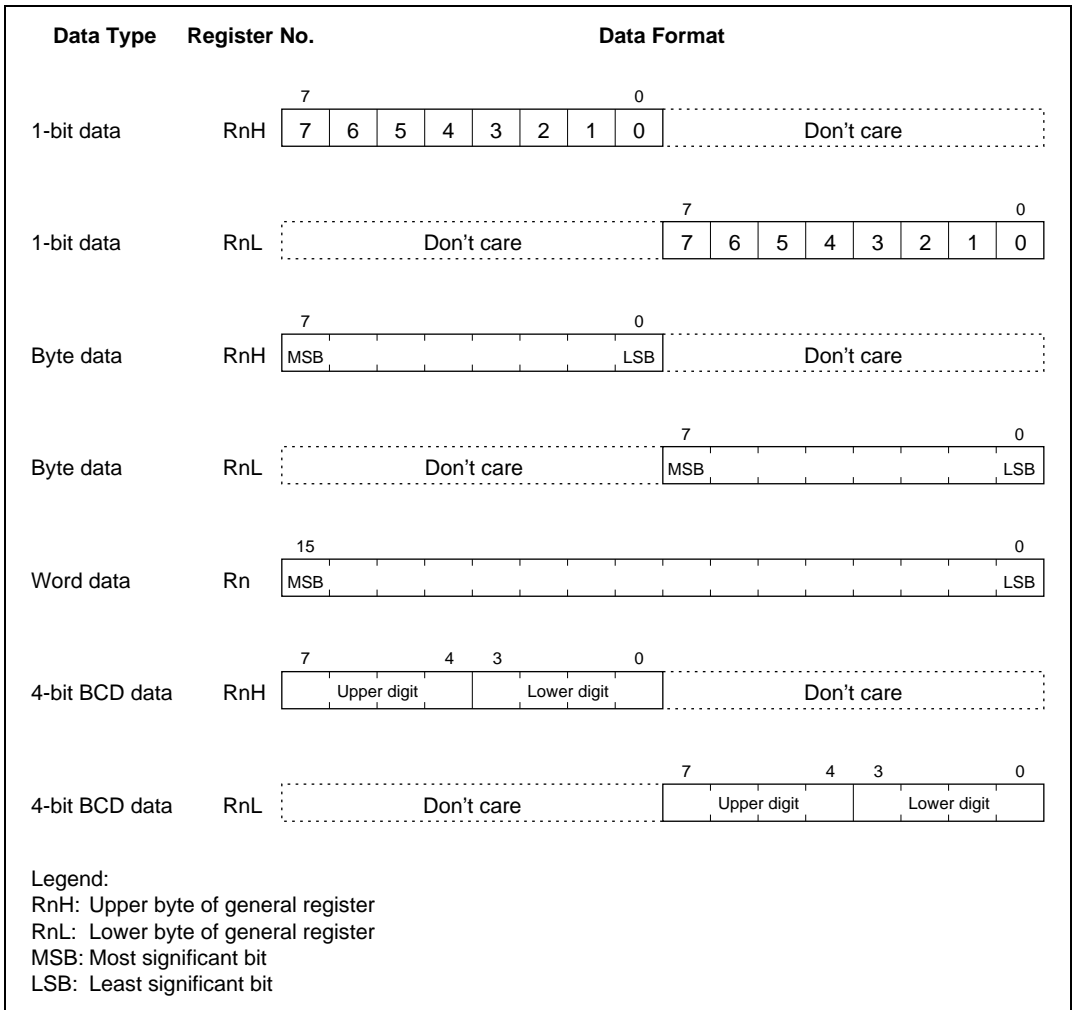 Data Type Register No. Data Format
7 0
1-bit data RnH 7 6 5 4 3 2 1 0 Don't care
7 0
1-bit data RnL Don't care 7 6 5 4 3 2 1 0
7 0
Byte data RnH MSB LSB Don't care
7 0
Byte data RnL Don't care MSB LSB
15 0
Word data Rn MSB LSB
7 4 3 0
4-bit BCD data RnH Upper digit Lower digit Don't care
7 4 3 0
4-bit BCD data RnL Don't care Upper digit Lower digit
Legend:
RnH: Upper byte of general register
RnL: Lower byte of general register
MSB: Most significant bit
LSB: Least significant bit